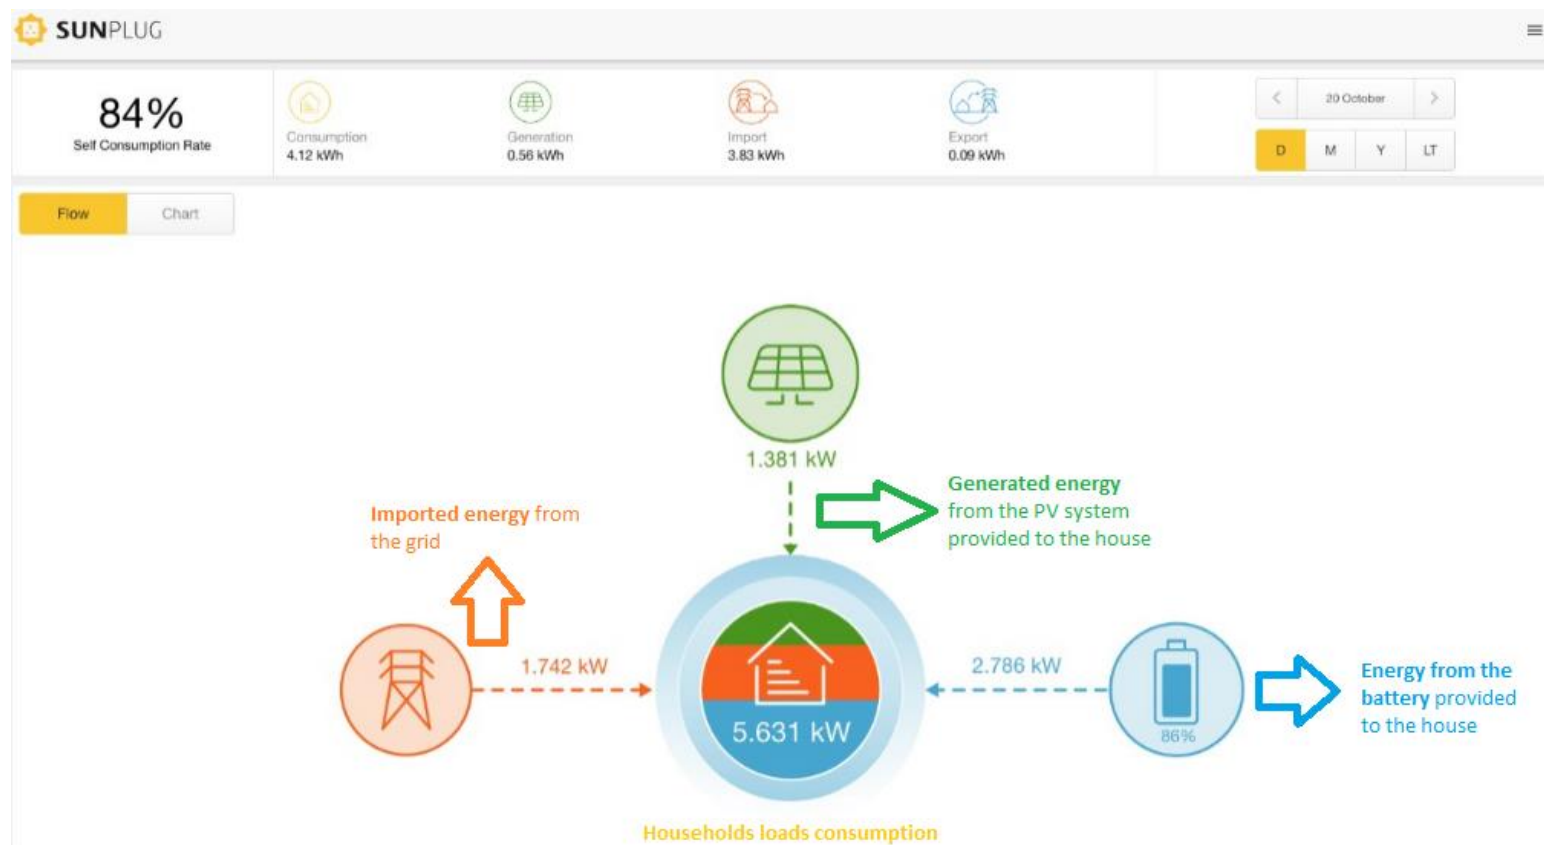 SUNPLUG
84%
Self Consumption Rate
Consumption
4.12 kWh
Generation
0.56 kWh
Import
3.83 kWh
Export
0.09 kWh
< 20 October >
D M Y LT
Flow Chart
1.381 kW
Generated energy
from the PV system
provided to the house
Imported energy from
the grid
1.742 kW
5.631 kW
2.786 kW
86%
Energy from the
battery provided
to the house
Households loads consumption